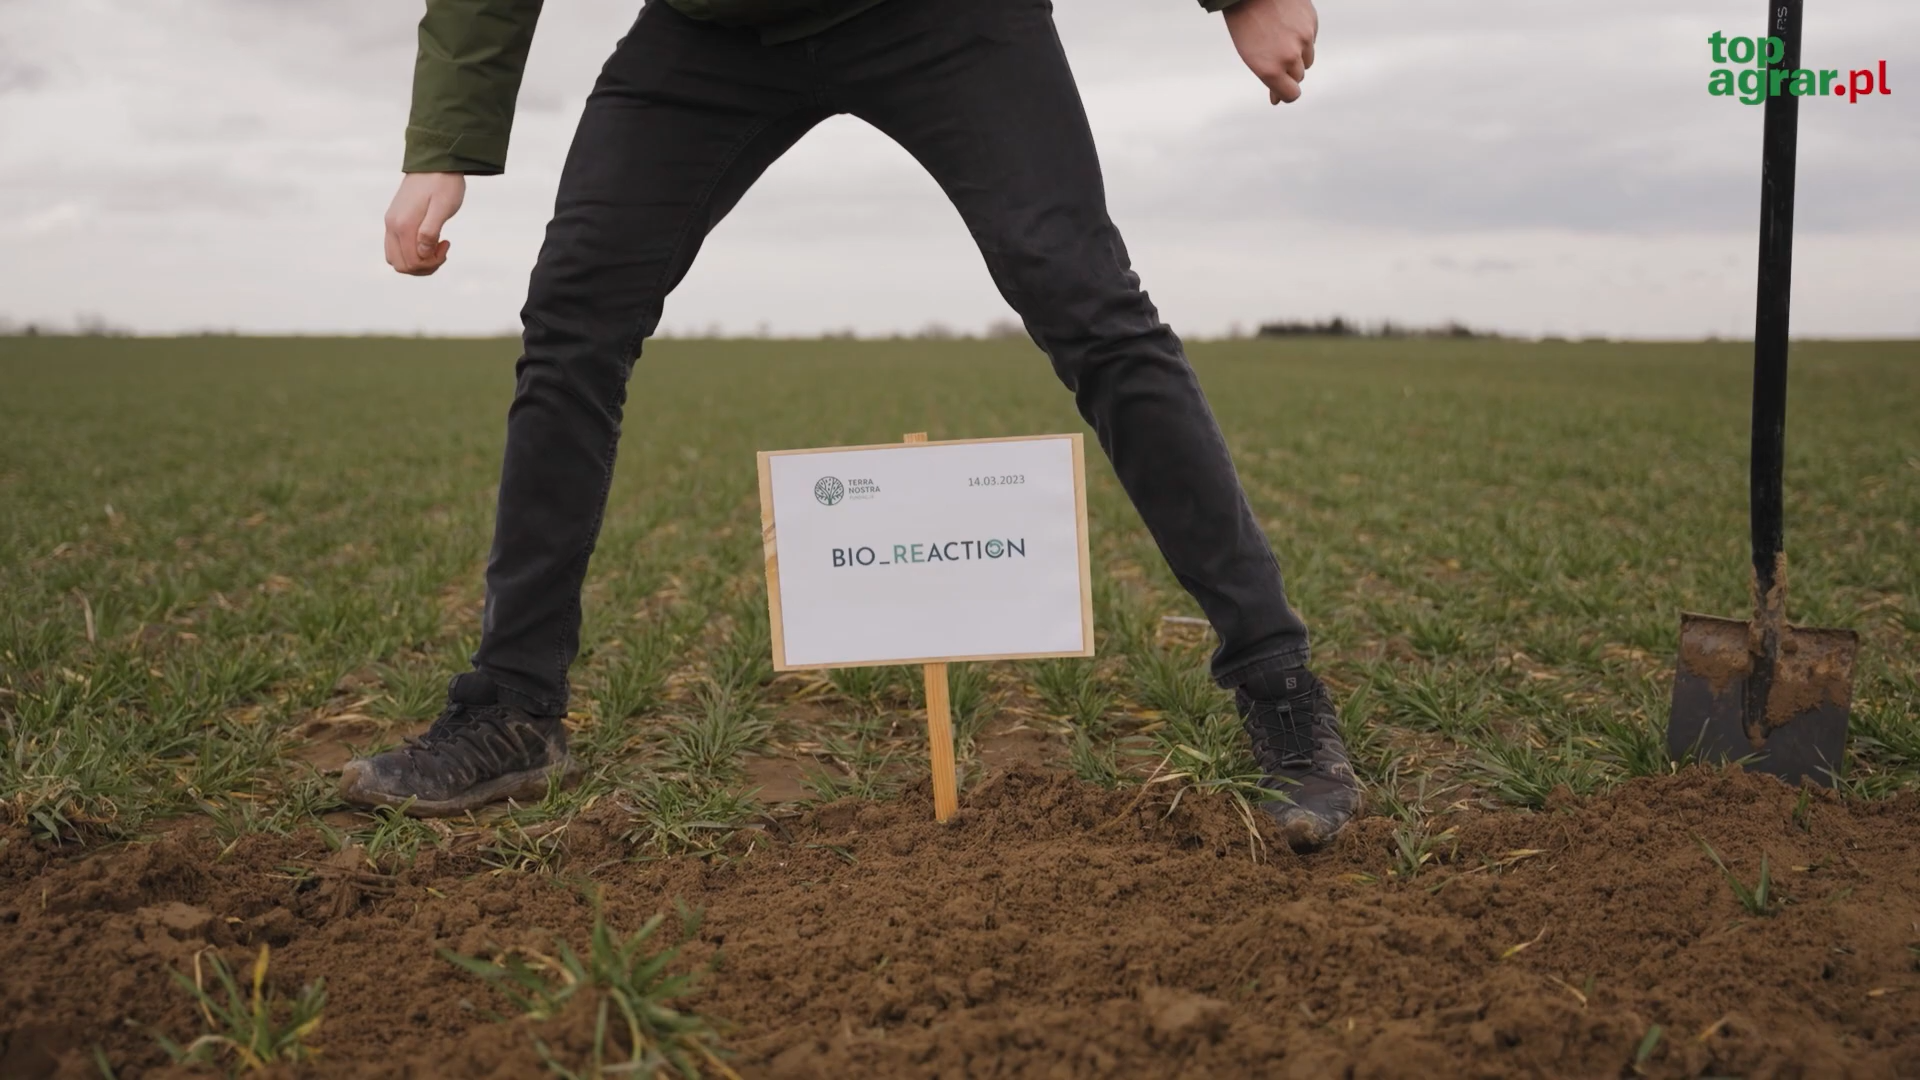 top
agrar.pl
TERRA
NOSTRA
14.03.2023
BIO_REACTION